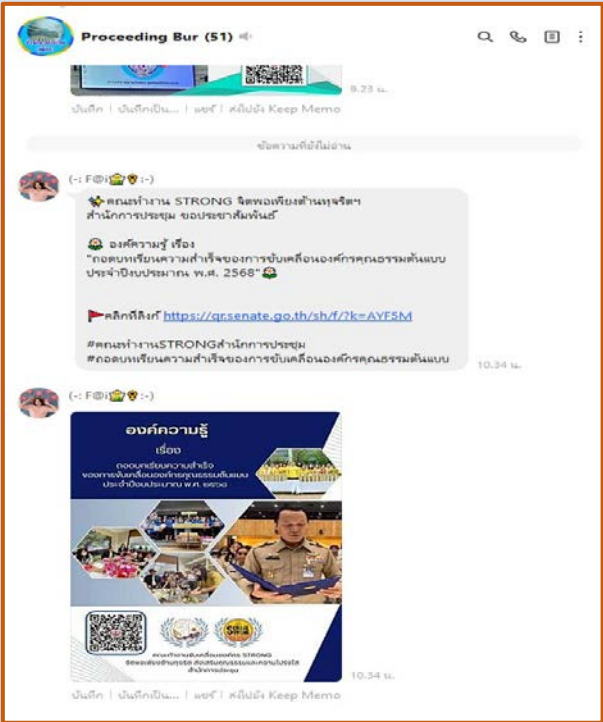 Proceeding Bur (51)
9.23 น.
บันทึก | บันทึกเป็น... | แชร์ | ส่งไปยัง Keep Memo
ข้อความที่ยังไม่อ่าน
(-: F@i🏠🌻:-)
คณะทำงาน STRONG จิตพอเพียงต้านทุจริตฯ
สำนักการประชุม ขอประชาสัมพันธ์
องค์ความรู้ เรื่อง
"ถอดบทเรียนความสำเร็จของการขับเคลื่อนองค์กรคุณธรรมต้นแบบ
ประจำปีงบประมาณ พ.ศ. 2568"
🚩คลิกที่ลิงก์ https://qr.senate.go.th/sh/f/?k=AYF5M
#คณะทำงานSTRONGสำนักการประชุม
#ถอดบทเรียนความสำเร็จของการขับเคลื่อนองค์กรคุณธรรมต้นแบบ
10.34 น.
(-: F@i🏠🌻:-)
องค์ความรู้
เรื่อง
ถอดบทเรียนความสำเร็จ
ของการขับเคลื่อนองค์กรคุณธรรมต้นแบบ
ประจำปีงบประมาณ พ.ศ. ๒๕๖๘
คณะทำงานขับเคลื่อนองค์กร STRONG
จิตพอเพียงต้านทุจริต ส่งเสริมคุณธรรมและความโปร่งใส
สำนักการประชุม
10.34 น.
บันทึก | บันทึกเป็น... | แชร์ | ส่งไปยัง Keep Memo